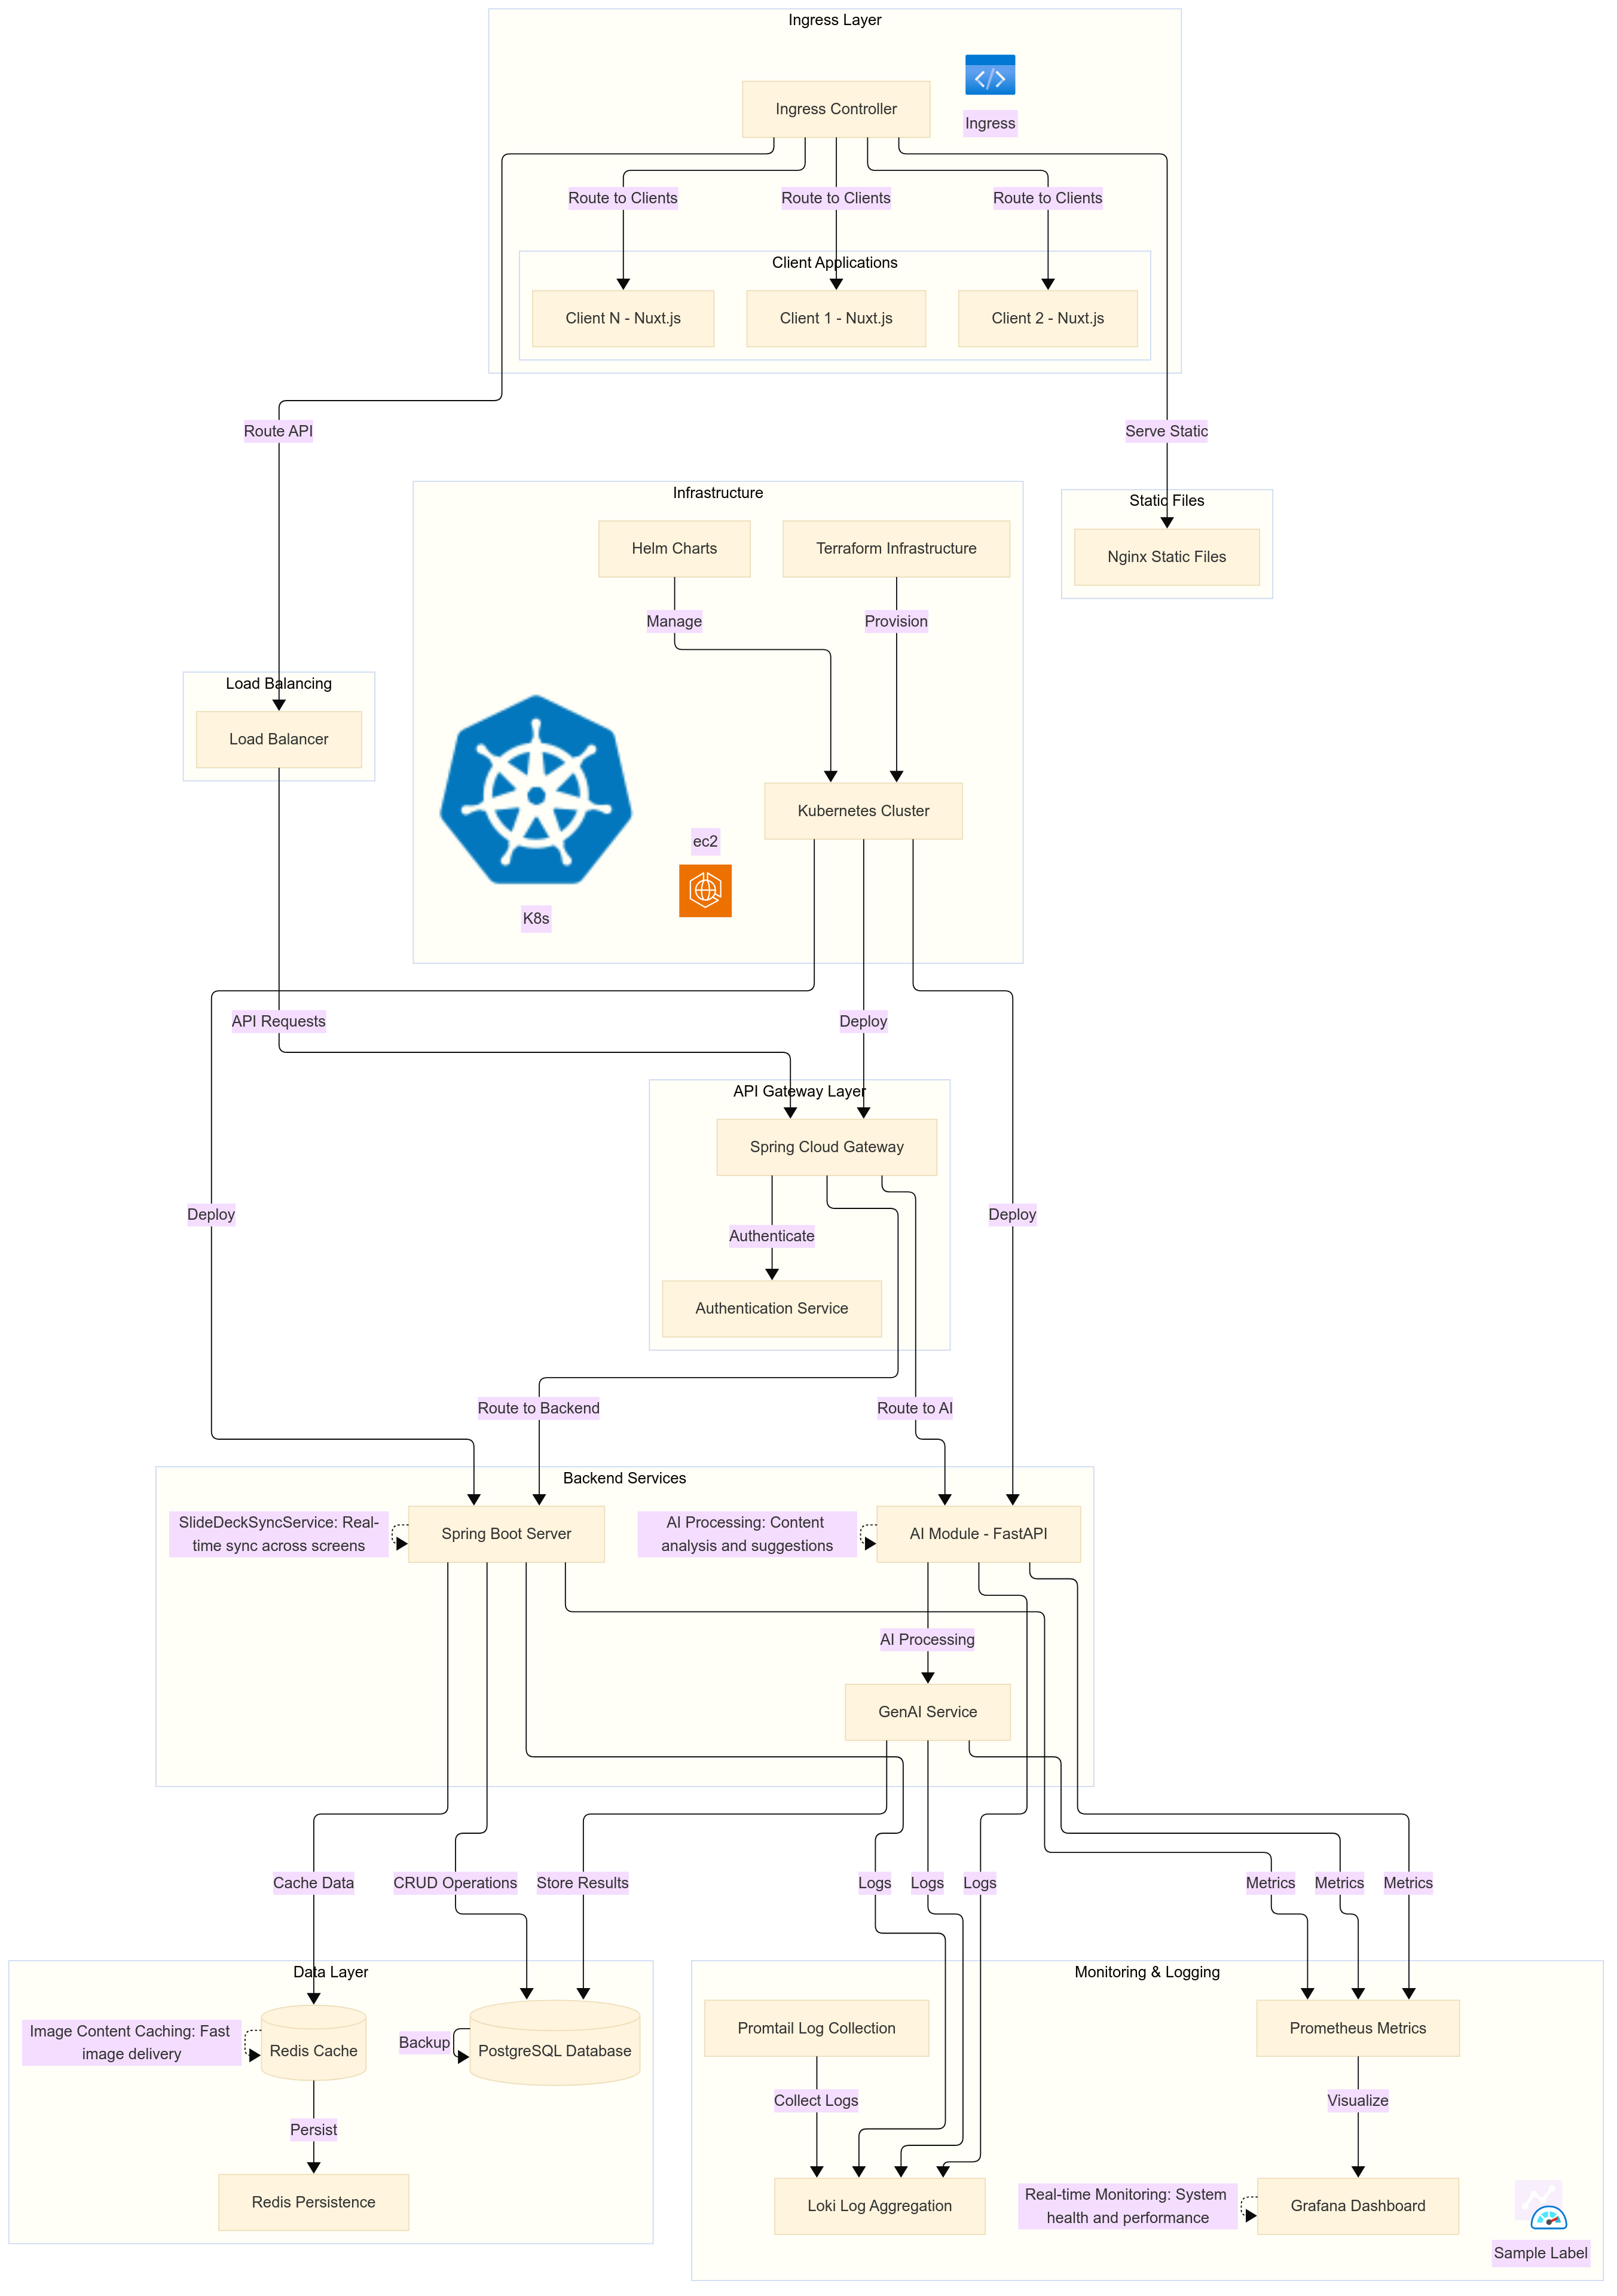 Ingress Layer
Ingress Controller
Ingress
Route to Clients
Route to Clients
Route to Clients
Client Applications
Client N - Nuxt.js
Client 1 - Nuxt.js
Client 2 - Nuxt.js
Route API
Serve Static
Infrastructure
Static Files
Helm Charts
Terraform Infrastructure
Nginx Static Files
Manage
Provision
Load Balancing
Load Balancer
Kubernetes Cluster
ec2
K8s
API Requests
Deploy
API Gateway Layer
Spring Cloud Gateway
Deploy
Deploy
Authenticate
Authentication Service
Route to Backend
Route to AI
Backend Services
SlideDeckSyncService: Real-
time sync across screens
Spring Boot Server
AI Processing: Content
analysis and suggestions
AI Module - FastAPI
AI Processing
GenAI Service
Cache Data
CRUD Operations
Store Results
Logs
Logs
Logs
Metrics
Metrics
Metrics
Data Layer
Monitoring & Logging
Image Content Caching: Fast
image delivery
Redis Cache
Backup
PostgreSQL Database
Promtail Log Collection
Prometheus Metrics
Collect Logs
Visualize
Persist
Redis Persistence
Loki Log Aggregation
Real-time Monitoring: System
health and performance
Grafana Dashboard
Sample Label